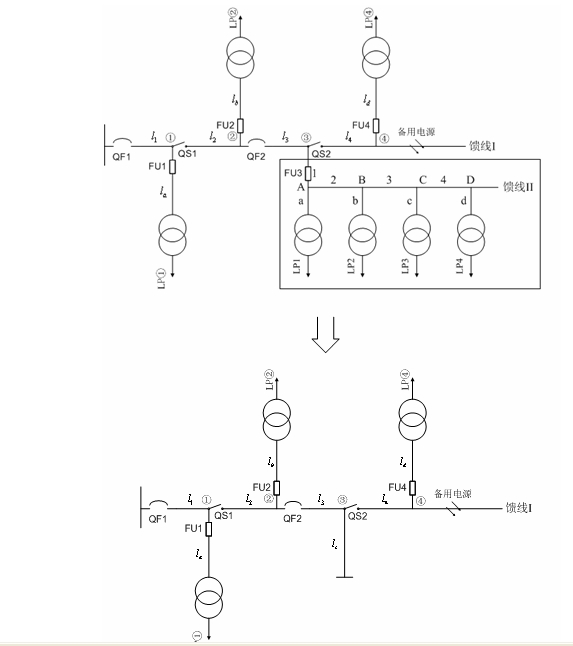 LP②
LP④
l_b
l_d
FU2
FU4
备用电源
l_1
①
l_2
②
l_3
③
l_4
④
馈线I
QF1
QS1
QF2
QS2
FU1
FU3
1
A
2
B
3
C
4
D
馈线II
l_a
a
b
c
d
LP①
LP1
LP2
LP3
LP4
LP②
LP④
l_b
l_d
FU2
FU4
备用电源
l_1
①
l_2
②
l_3
③
④
馈线I
QF1
QS1
QF2
QS2
FU1
l_c